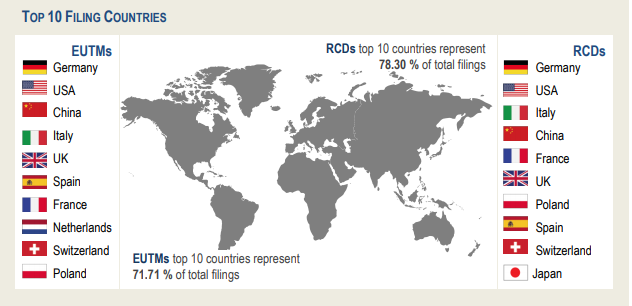 TOP 10 FILING COUNTRIES
EUTMs
Germany
USA
China
Italy
UK
Spain
France
Netherlands
Switzerland
Poland
RCDs top 10 countries represent
78.30 % of total filings
EUTMs top 10 countries represent
71.71 % of total filings
RCDs
Germany
USA
Italy
China
France
UK
Poland
Spain
Switzerland
Japan